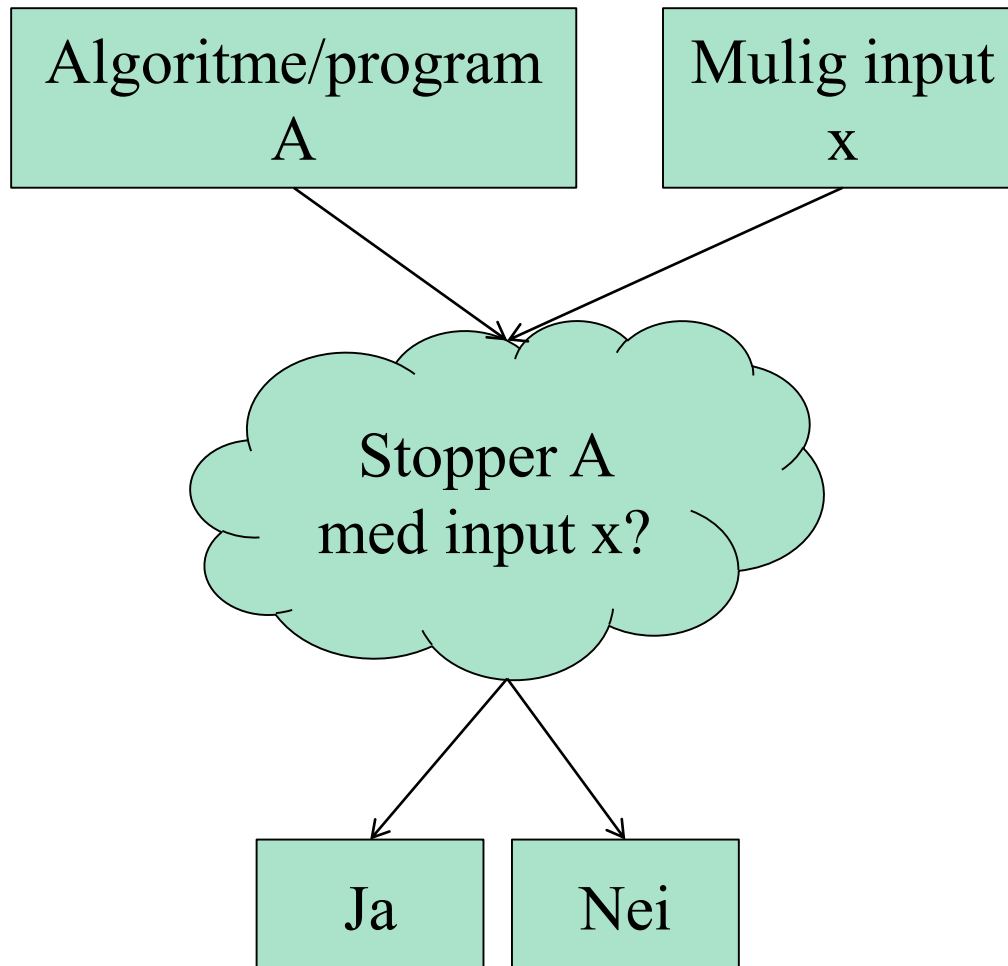 Algoritme/program
A
Mulig input
x
Stopper A
med input x?
Ja
Nei